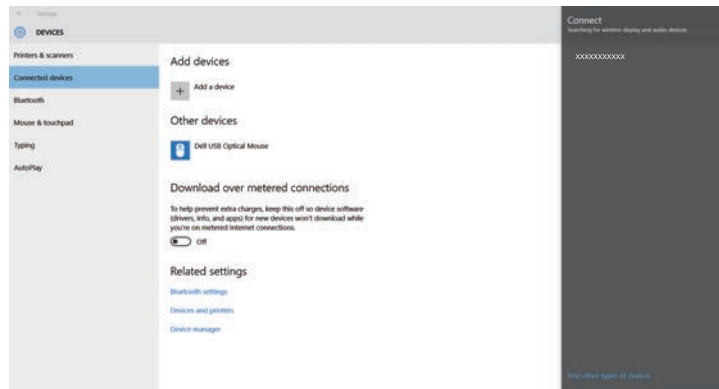 Settings
DEVICES
Printers & scanners
Connected devices
Bluetooth
Mouse & touchpad
Typing
AutoPlay
Add devices
Add a device
Other devices
Dell USB Optical Mouse
Download over metered connections
To help prevent extra charges, keep this off so device software
(drivers, info, and apps) for new devices won't download while
you're on metered Internet connections.
Off
Related settings
Bluetooth settings
Devices and printers
Device manager
Connect
Searching for wireless display and audio devices
xxxxxxxxxxx
Find other types of devices